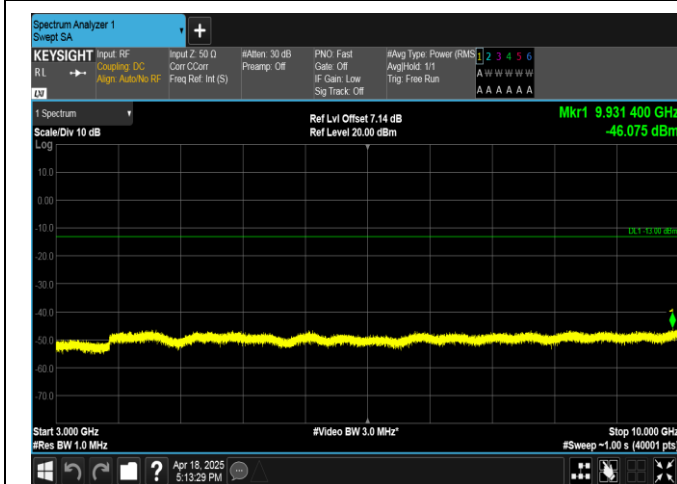 Spectrum Analyzer 1
Swept SA
+
KEYSIGHT
RL
LXI
Input: RF
Coupling: DC
Align: Auto/No RF
Input Z: 50 Ω
Corr CCorr
Freq Ref: Int (S)
#Atten: 30 dB
Preamp: Off
PNO: Fast
Gate: Off
IF Gain: Low
Sig Track: Off
#Avg Type: Power (RMS
Avg|Hold: 1/1
Trig: Free Run
1 2 3 4 5 6
A W W W W W
A A A A A A
1 Spectrum
Scale/Div 10 dB
Log
Ref Lvl Offset 7.14 dB
Ref Level 20.00 dBm
Mkr1 9.931 400 GHz
-46.075 dBm
10.0
0.00
-10.0
DL1 -13.00 dBm
-20.0
-30.0
-40.0
1
-50.0
-60.0
-70.0
Start 3.000 GHz
#Res BW 1.0 MHz
#Video BW 3.0 MHz*
Stop 10.000 GHz
#Sweep ~1.00 s (40001 pts)
?
Apr 18, 2025
5:13:29 PM